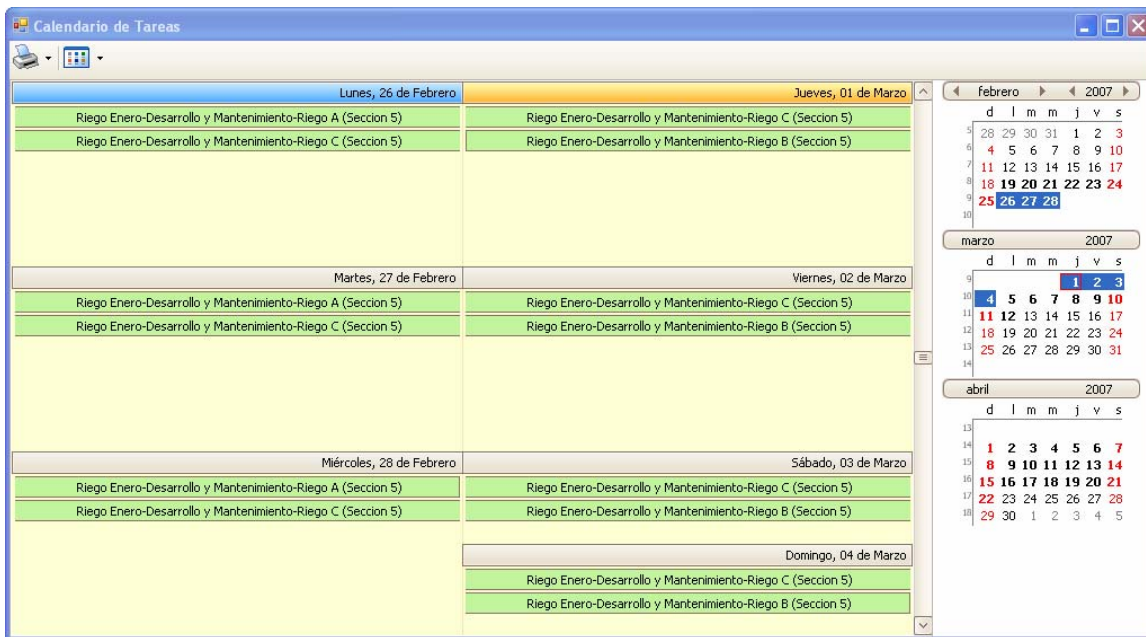 Calendario de Tareas
Lunes, 26 de Febrero
Riego Enero-Desarrollo y Mantenimiento-Riego A (Seccion 5)
Riego Enero-Desarrollo y Mantenimiento-Riego C (Seccion 5)
Martes, 27 de Febrero
Riego Enero-Desarrollo y Mantenimiento-Riego A (Seccion 5)
Riego Enero-Desarrollo y Mantenimiento-Riego C (Seccion 5)
Miércoles, 28 de Febrero
Riego Enero-Desarrollo y Mantenimiento-Riego A (Seccion 5)
Riego Enero-Desarrollo y Mantenimiento-Riego C (Seccion 5)
Jueves, 01 de Marzo
Riego Enero-Desarrollo y Mantenimiento-Riego C (Seccion 5)
Riego Enero-Desarrollo y Mantenimiento-Riego B (Seccion 5)
Viernes, 02 de Marzo
Riego Enero-Desarrollo y Mantenimiento-Riego C (Seccion 5)
Riego Enero-Desarrollo y Mantenimiento-Riego B (Seccion 5)
Sábado, 03 de Marzo
Riego Enero-Desarrollo y Mantenimiento-Riego C (Seccion 5)
Riego Enero-Desarrollo y Mantenimiento-Riego B (Seccion 5)
Domingo, 04 de Marzo
Riego Enero-Desarrollo y Mantenimiento-Riego C (Seccion 5)
Riego Enero-Desarrollo y Mantenimiento-Riego B (Seccion 5)
febrero 2007
d l m m j v s
5 28 29 30 31 1 2 3
6 4 5 6 7 8 9 10
7 11 12 13 14 15 16 17
8 18 19 20 21 22 23 24
9 25 26 27 28
10
marzo 2007
d l m m j v s
9 1 2 3
10 4 5 6 7 8 9 10
11 11 12 13 14 15 16 17
12 18 19 20 21 22 23 24
13 25 26 27 28 29 30 31
14
abril 2007
d l m m j v s
13
14 1 2 3 4 5 6 7
15 8 9 10 11 12 13 14
16 15 16 17 18 19 20 21
17 22 23 24 25 26 27 28
18 29 30 1 2 3 4 5